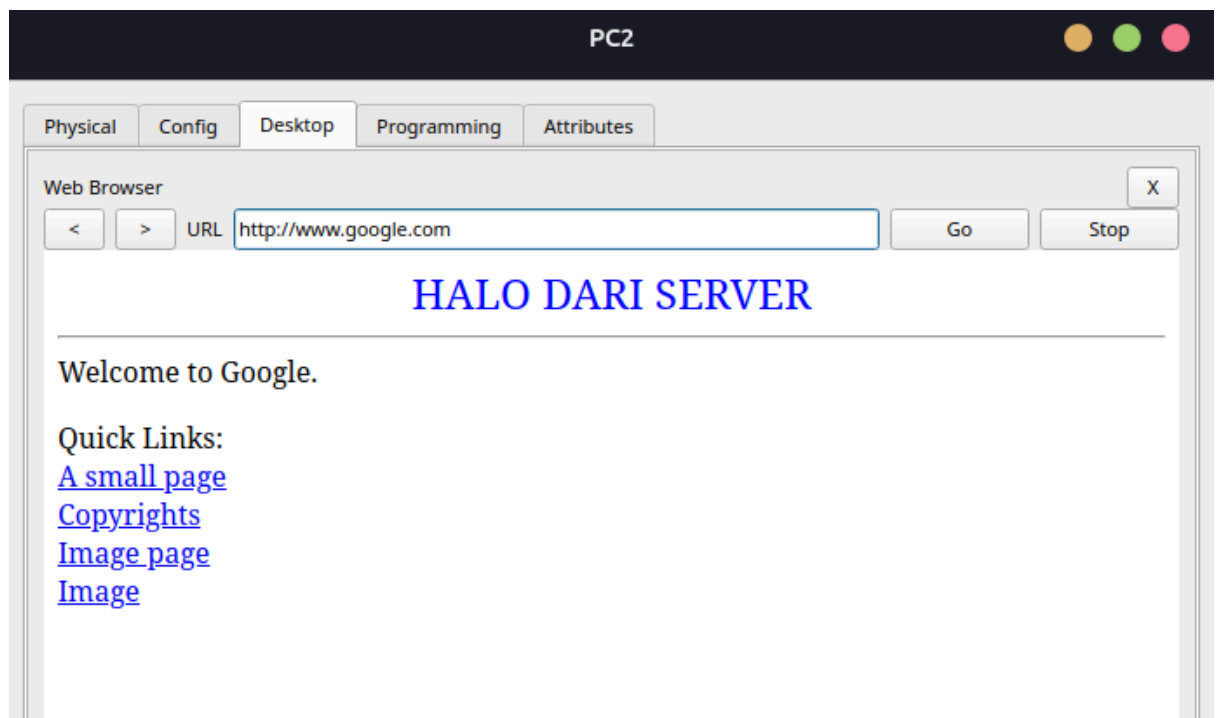 PC2
Physical Config Desktop Programming Attributes
Web Browser
X
< > URL http://www.google.com Go Stop
HALO DARI SERVER
Welcome to Google.
Quick Links:
A small page
Copyrights
Image page
Image